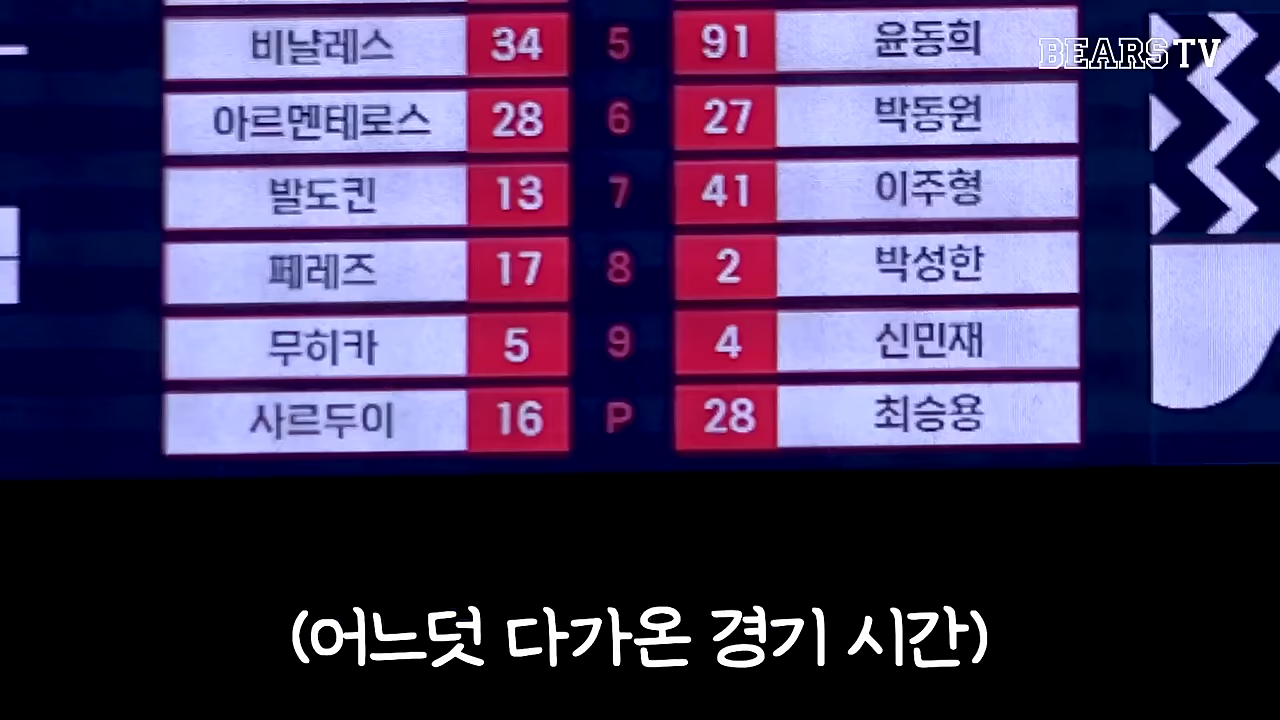 비냘레스 34 5 91 윤동희
BEARS TV
아르멘테로스 28 6 27 박동원
발도퀸 13 7 41 이주형
페레즈 17 8 2 박성한
무히카 5 9 4 신민재
사르두이 16 P 28 최승용
(어느덧 다가온 경기 시간)